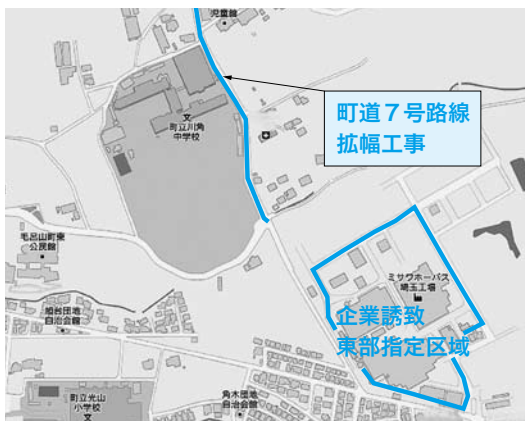 児童館
町道7号路線
拡幅工事
文
町立川角
中学校
毛呂山町東
公民館
ミサワホーバス
埼玉工場
旭台団地
自治会館
企業誘致
東部指定区域
町立光山
小学校
文
角木団地
自治会館